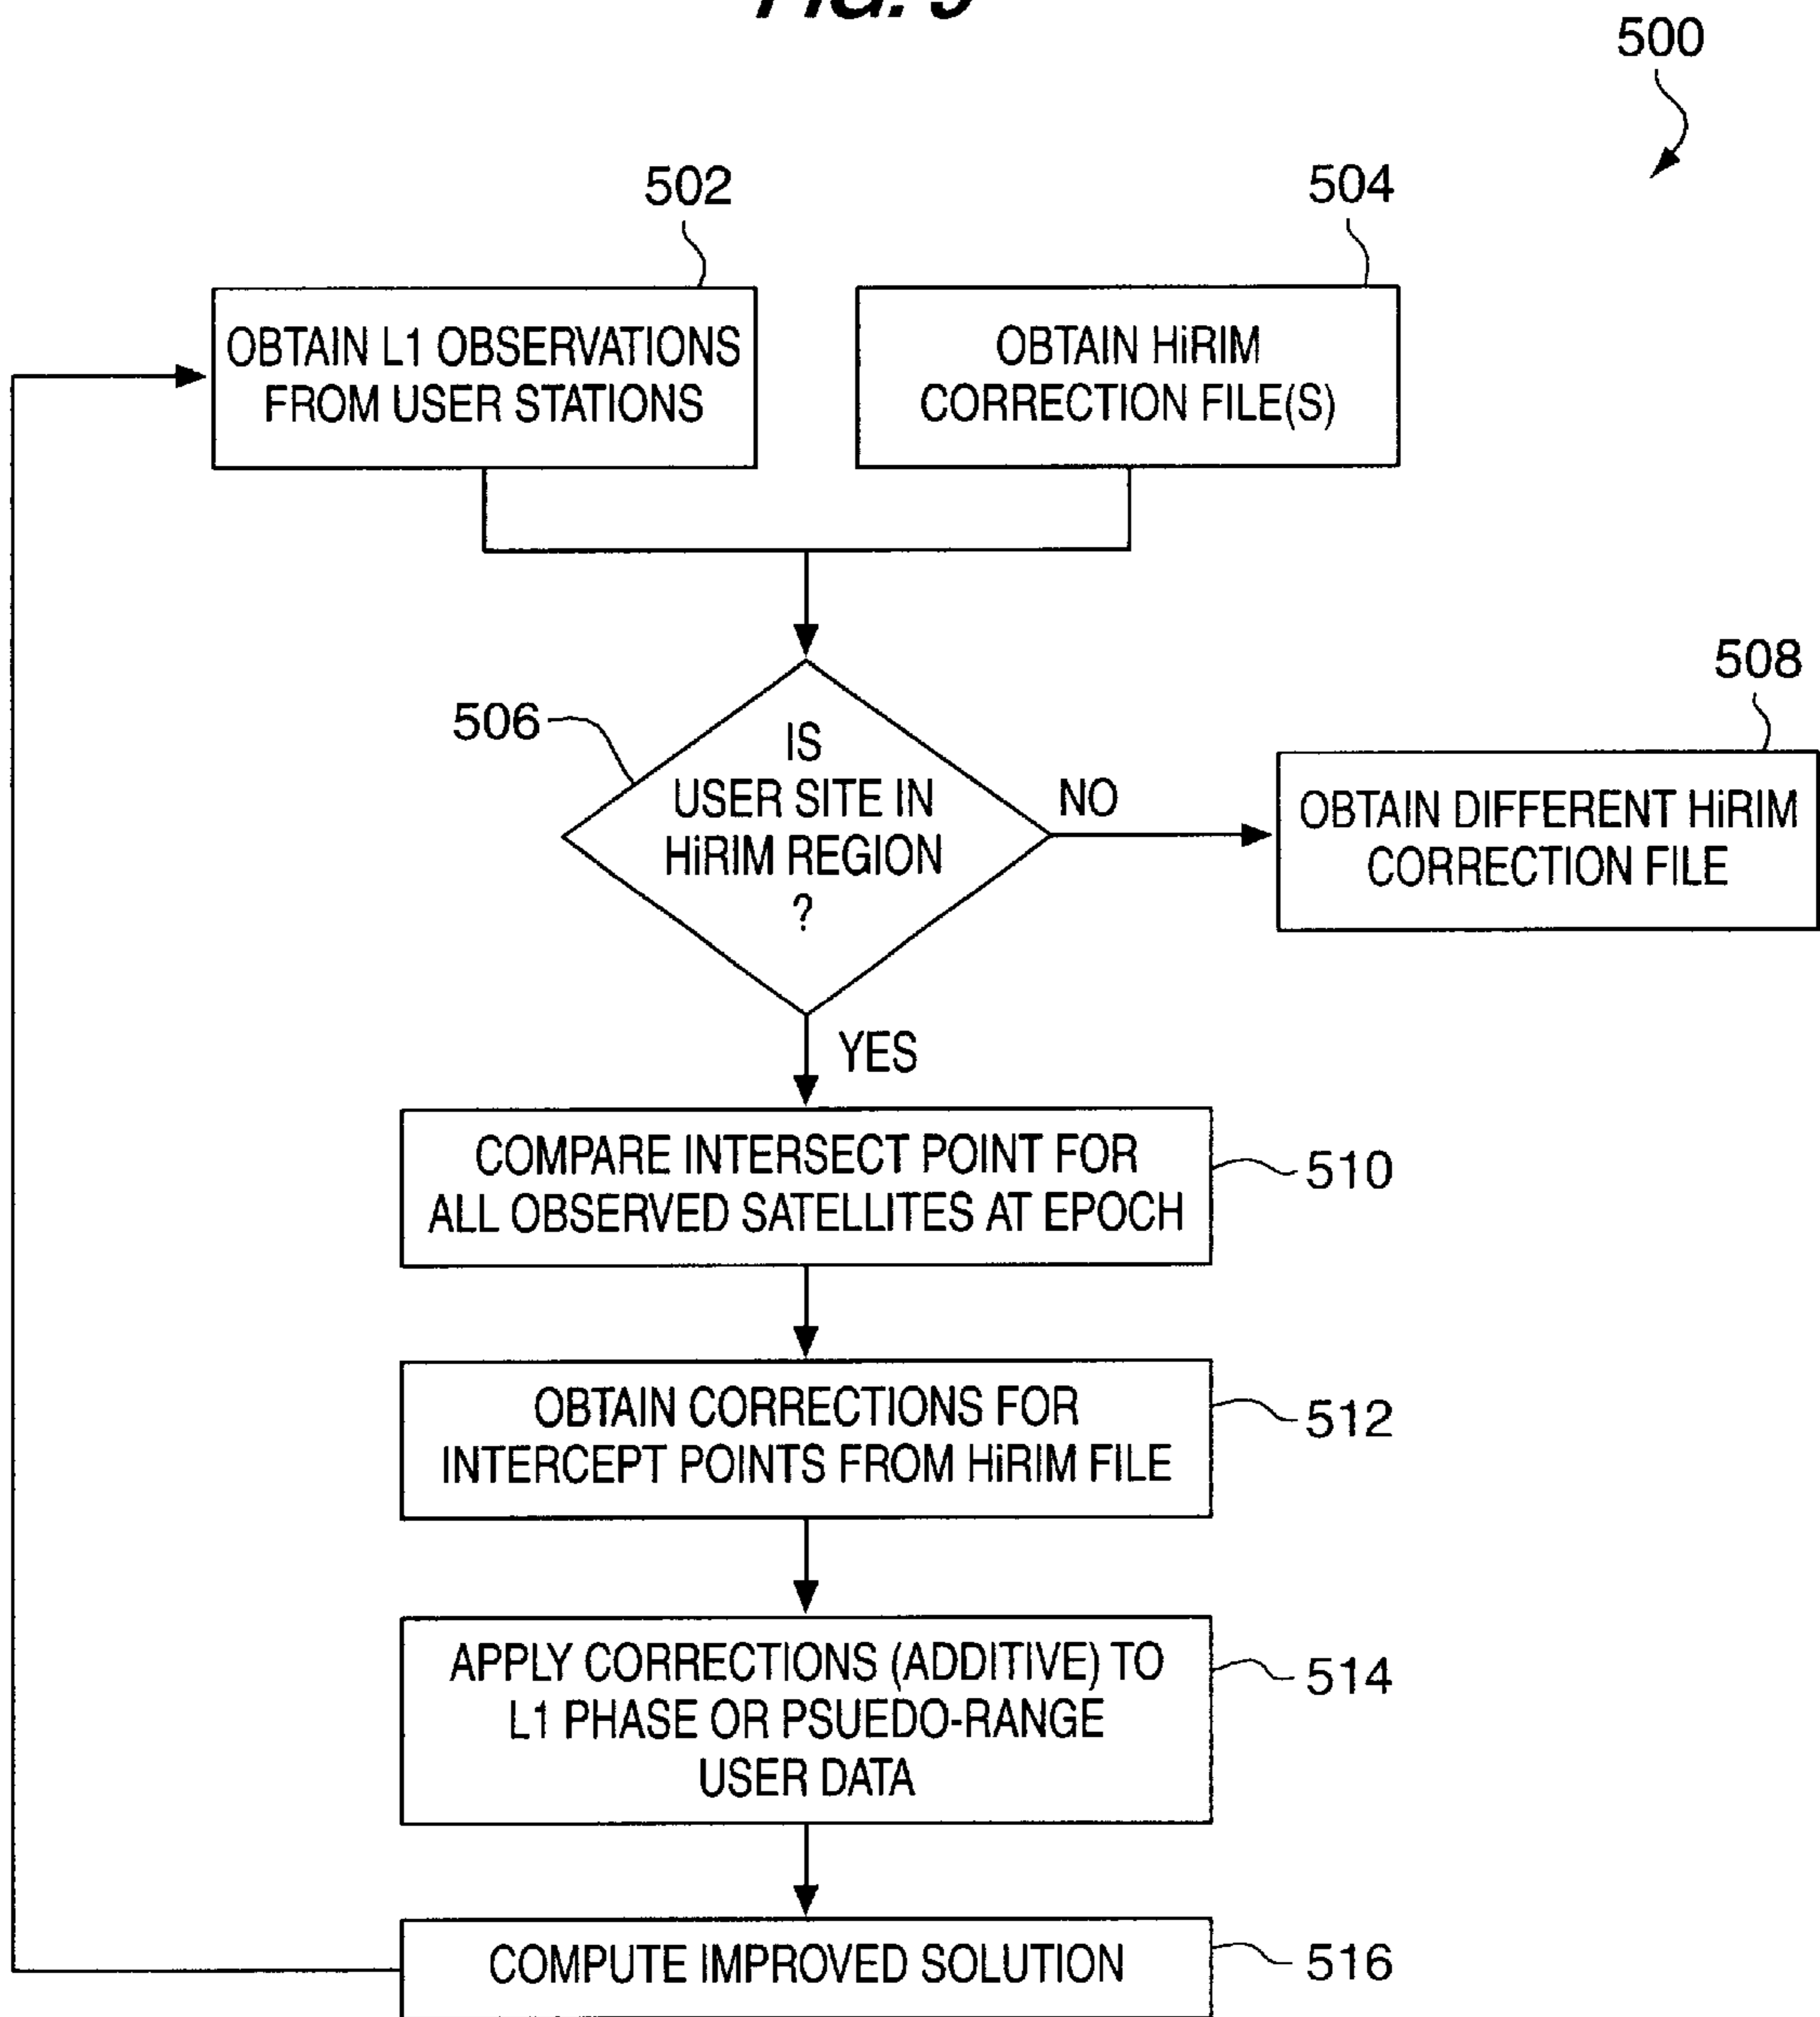 500
502
504
OBTAIN L1 OBSERVATIONS
FROM USER STATIONS
OBTAIN HiRIM
CORRECTION FILE(S)
506
508
IS
USER SITE IN
HiRIM REGION
?
NO
OBTAIN DIFFERENT HiRIM
CORRECTION FILE
YES
COMPARE INTERSECT POINT FOR
ALL OBSERVED SATELLITES AT EPOCH
510
OBTAIN CORRECTIONS FOR
INTERCEPT POINTS FROM HiRIM FILE
512
APPLY CORRECTIONS (ADDITIVE) TO
L1 PHASE OR PSUEDO-RANGE
USER DATA
514
COMPUTE IMPROVED SOLUTION
516